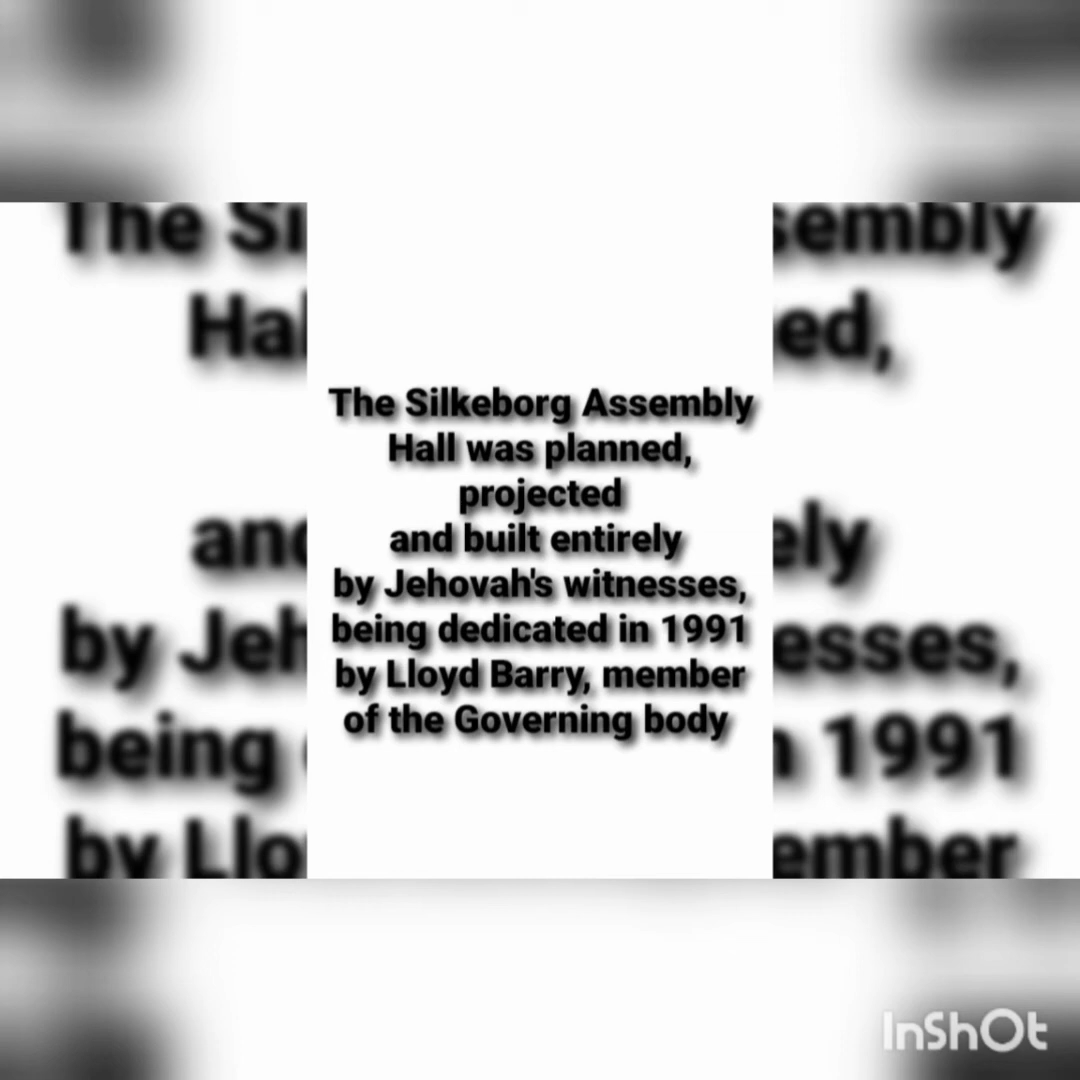 The Silkeborg Assembly
Hall was planned,
projected
and built entirely
by Jehovah's witnesses,
being dedicated in 1991
by Lloyd Barry, member
of the Governing body
InShOt